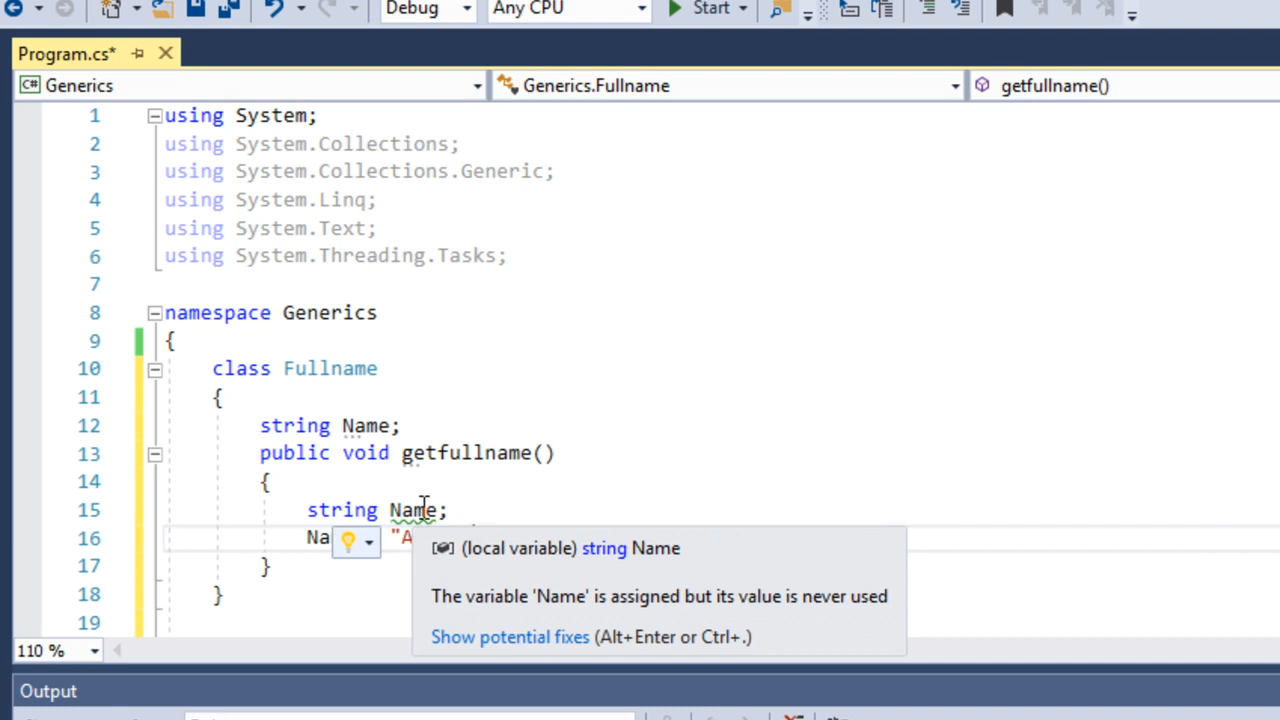 Debug Any CPU Start
Program.cs*
C# Generics Generics.Fullname getfullname()
1 using System;
2 using System.Collections;
3 using System.Collections.Generic;
4 using System.Linq;
5 using System.Text;
6 using System.Threading.Tasks;
7
8 namespace Generics
9 {
10 class Fullname
11 {
12 string Name;
13 public void getfullname()
14 {
15 string Name;
16 Na "A
(local variable) string Name
17 }
The variable 'Name' is assigned but its value is never used
18 }
19
Show potential fixes (Alt+Enter or Ctrl+.)
110 %
Output